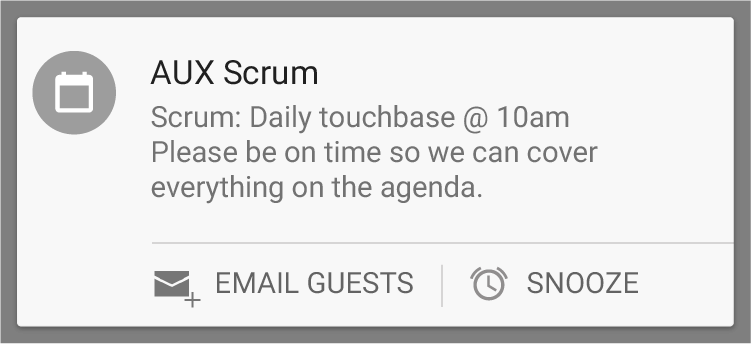 AUX Scrum
Scrum: Daily touchbase @ 10am
Please be on time so we can cover
everything on the agenda.
EMAIL GUESTS
SNOOZE